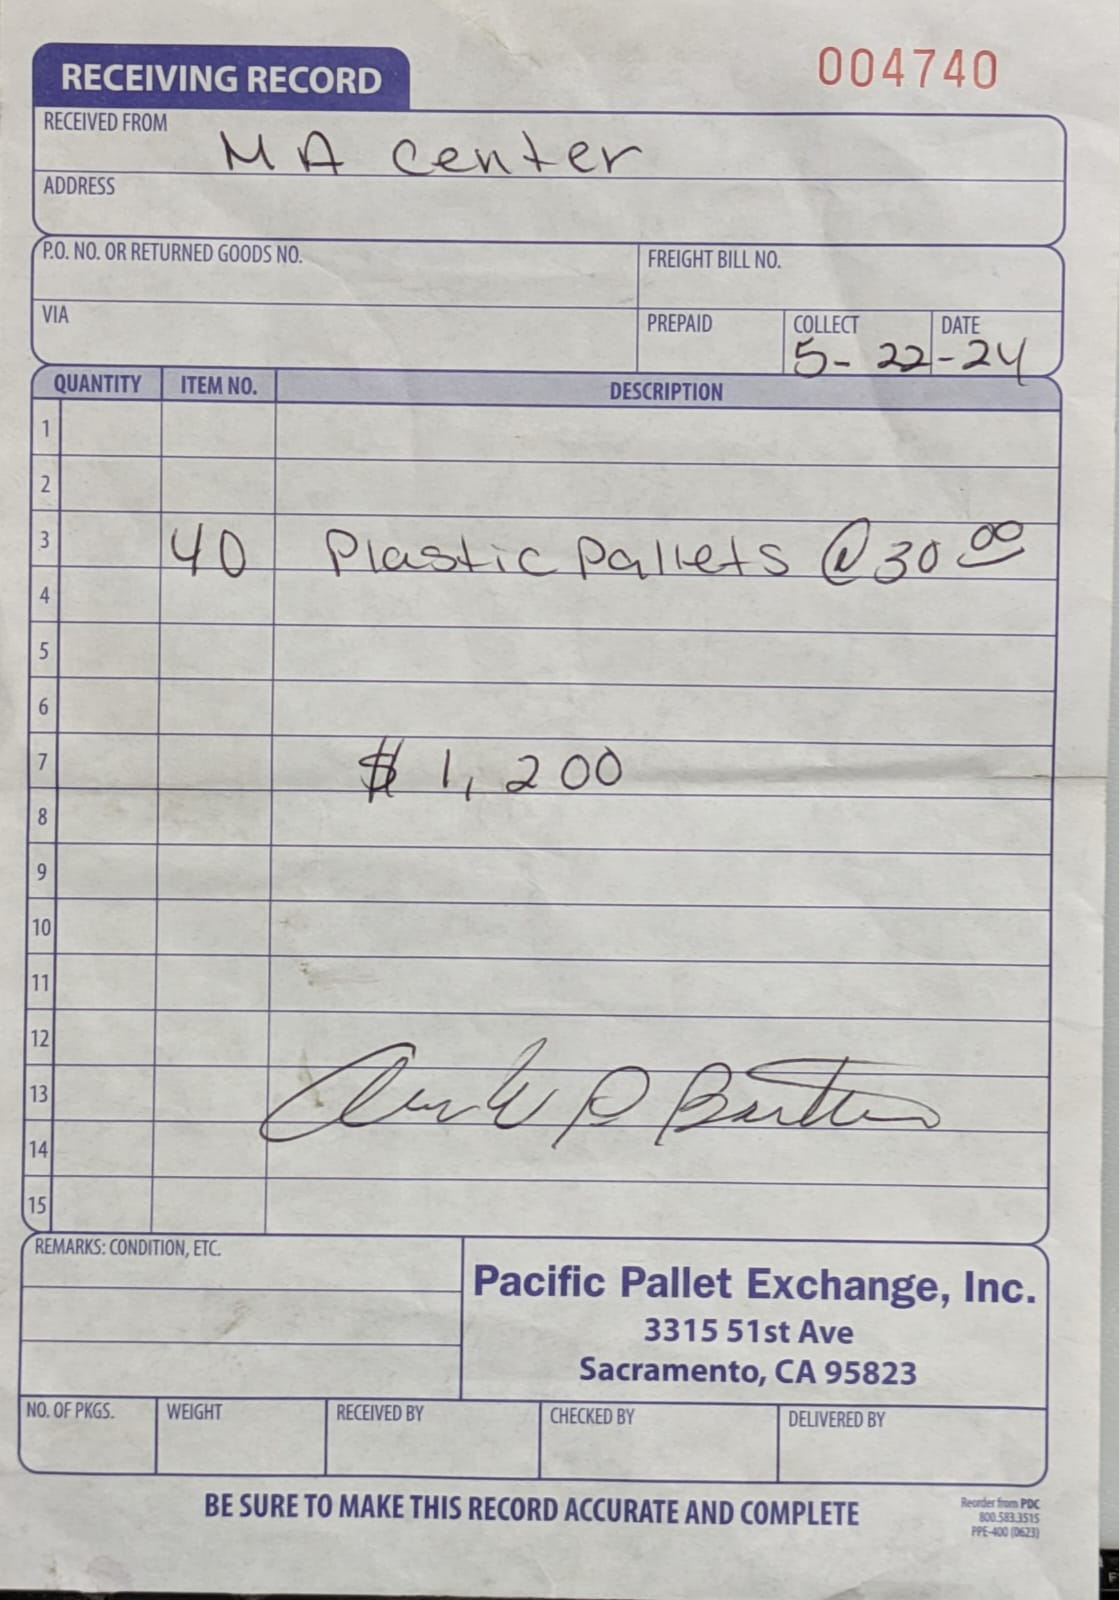 RECEIVING RECORD
004740
RECEIVED FROM
MA center
ADDRESS
P.O. NO. OR RETURNED GOODS NO.
FREIGHT BILL NO.
VIA
PREPAID
COLLECT
DATE
5-22-24
QUANTITY ITEM NO. DESCRIPTION
1
2
3 40 Plastic pallets @ 30 00
4
5
6
7 $ 1,200
8
9
10
11
12
13
14
15
REMARKS: CONDITION, ETC.
Pacific Pallet Exchange, Inc.
3315 51st Ave
Sacramento, CA 95823
NO. OF PKGS.
WEIGHT
RECEIVED BY
CHECKED BY
DELIVERED BY
BE SURE TO MAKE THIS RECORD ACCURATE AND COMPLETE
Reorder from PDC
800.583.3515
PPE-400 (0623)